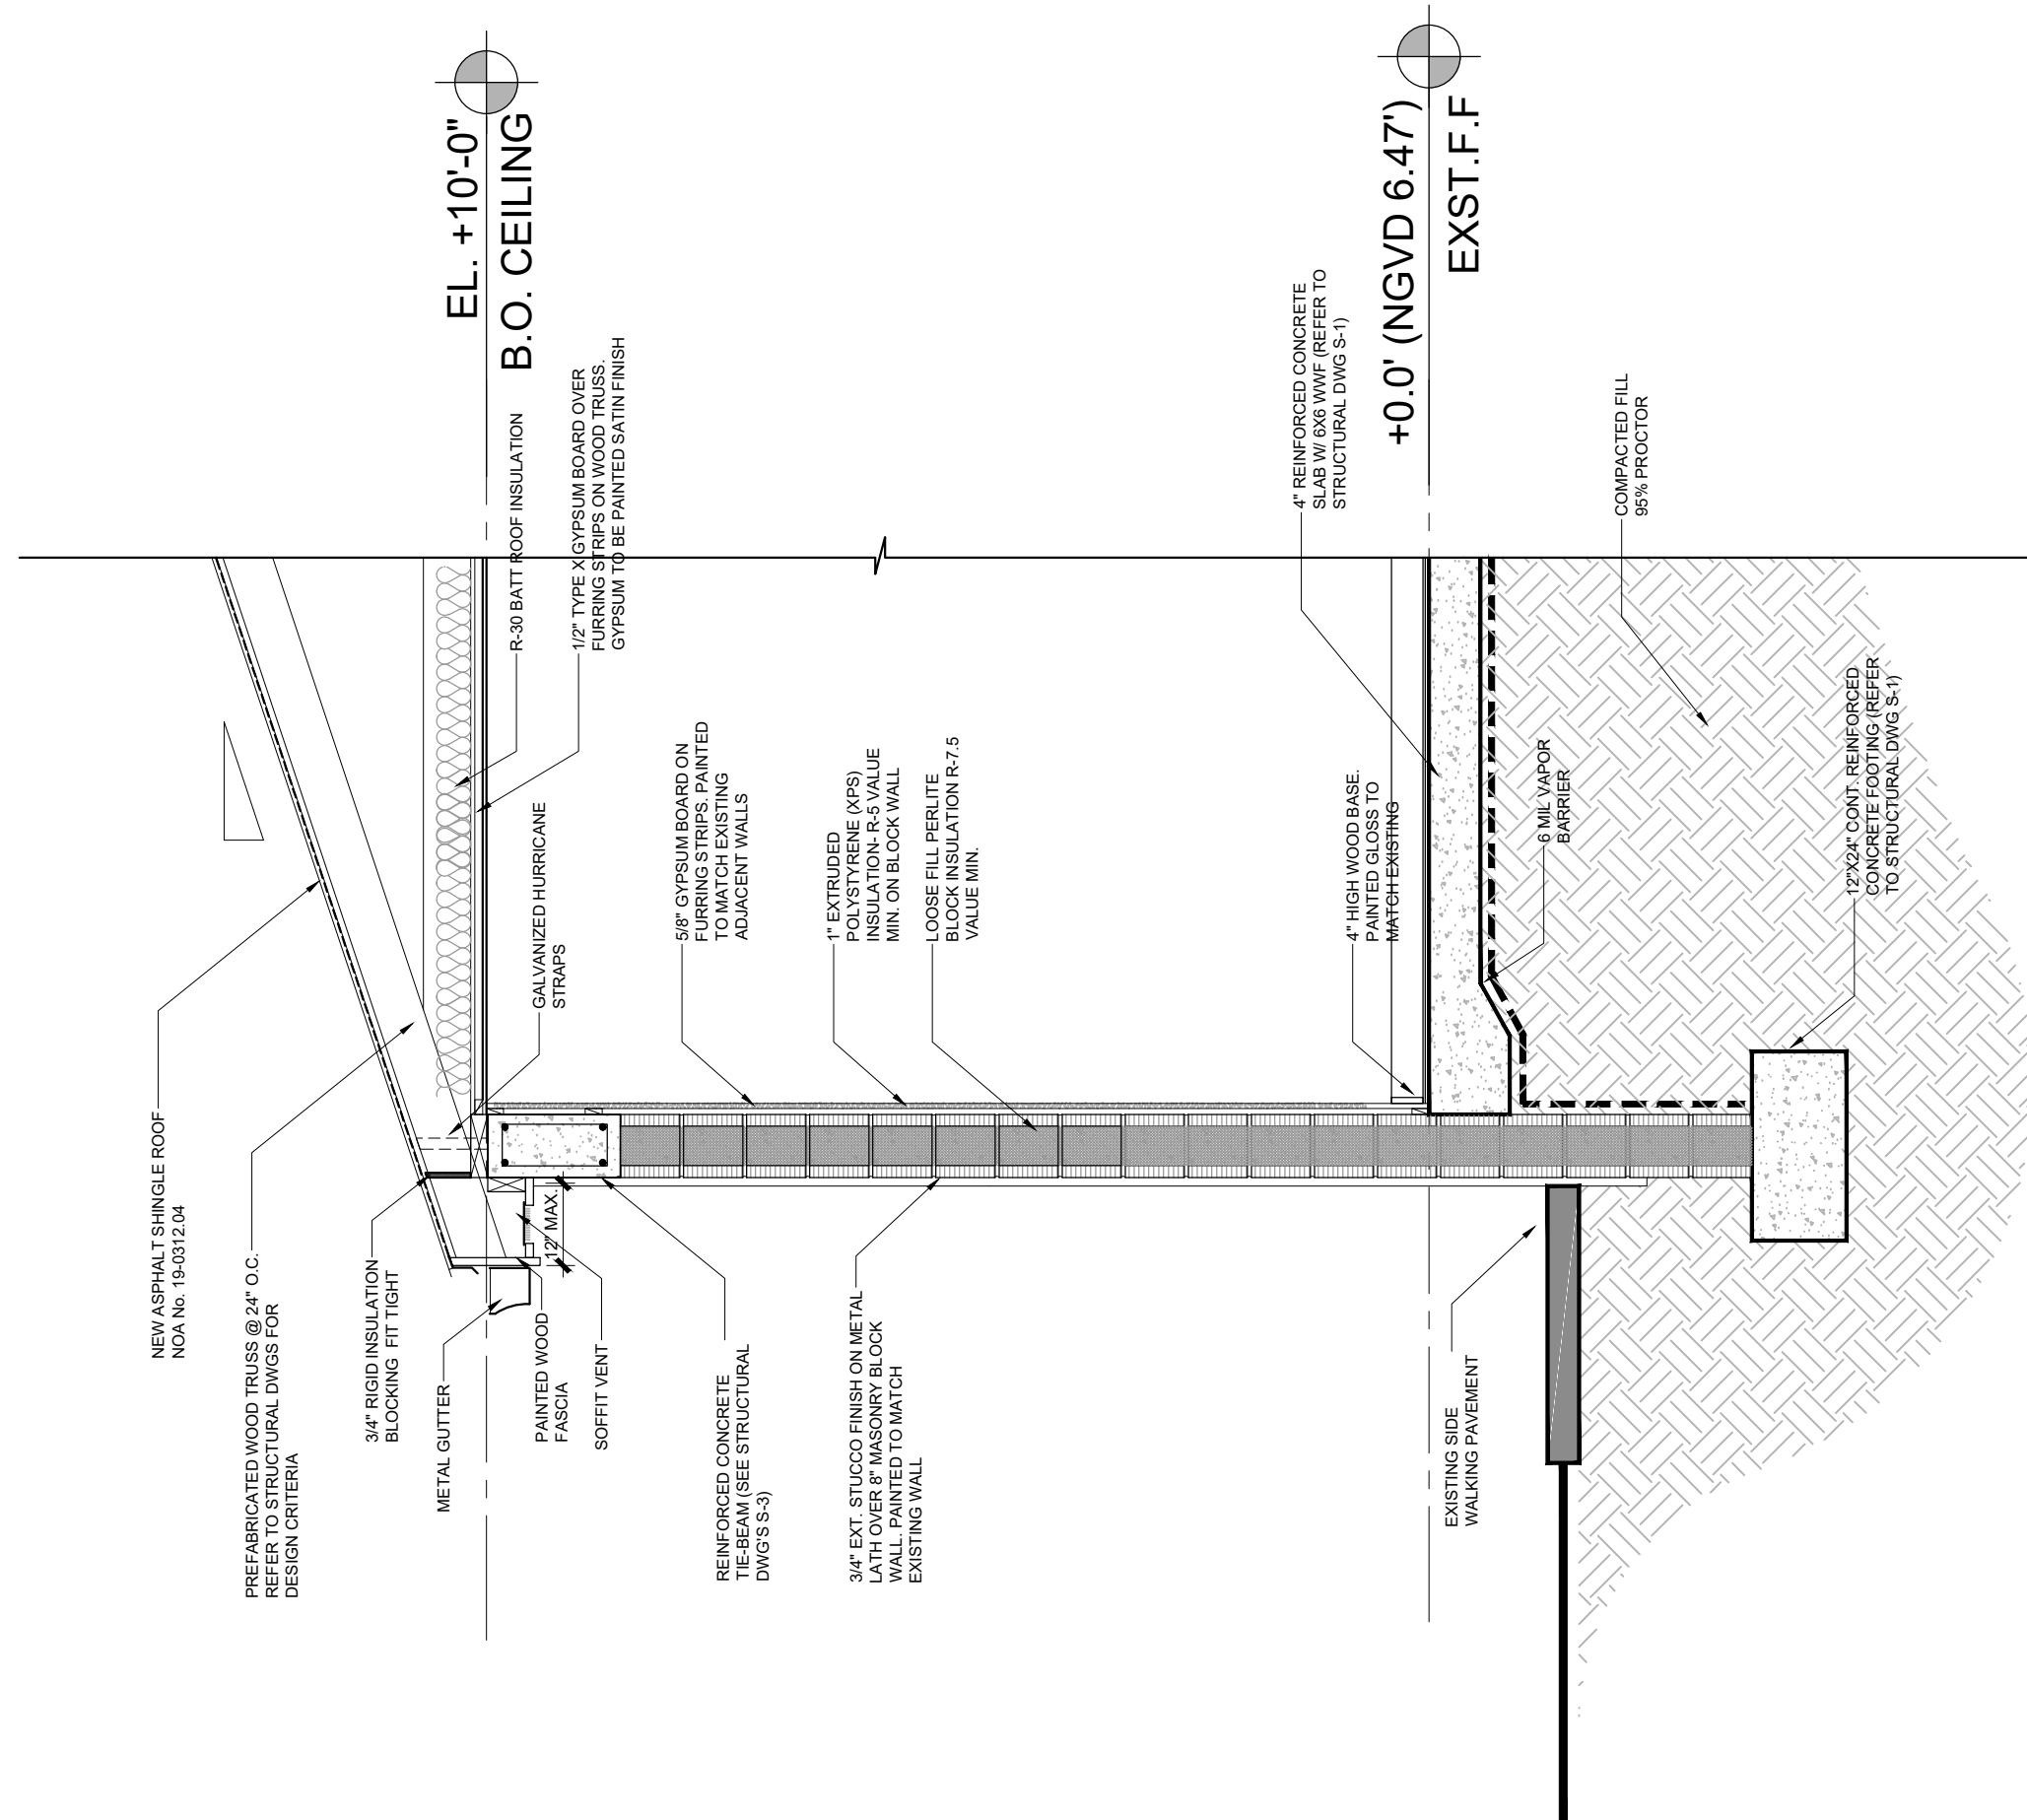 EL. +10'-0"
B.O. CEILING
+0.0' (NGVD 6.47')
EXST.F.F
NEW ASPHALT SHINGLE ROOF
NOA No. 19-0312.04
PREFABRICATED WOOD TRUSS @ 24" O.C.
REFER TO STRUCTURAL DWGS FOR
DESIGN CRITERIA
3/4" RIGID INSULATION
BLOCKING FIT TIGHT
METAL GUTTER
PAINTED WOOD
FASCIA
SOFFIT VENT
12" MAX.
REINFORCED CONCRETE
TIE-BEAM (SEE STRUCTURAL
DWG'S S-3)
3/4" EXT. STUCCO FINISH ON METAL
LATH OVER 8" MASONRY BLOCK
WALL. PAINTED TO MATCH
EXISTING WALL
EXISTING SIDE
WALKING PAVEMENT
R-30 BATT ROOF INSULATION
1/2" TYPE X GYPSUM BOARD OVER
FURRING STRIPS ON WOOD TRUSS.
GYPSUM TO BE PAINTED SATIN FINISH
GALVANIZED HURRICANE
STRAPS
5/8" GYPSUM BOARD ON
FURRING STRIPS. PAINTED
TO MATCH EXISTING
ADJACENT WALLS
1" EXTRUDED
POLYSTYRENE (XPS)
INSULATION- R-5 VALUE
MIN. ON BLOCK WALL
LOOSE FILL PERLITE
BLOCK INSULATION R-7.5
VALUE MIN.
4" HIGH WOOD BASE.
PAINTED GLOSS TO
MATCH EXISTING
4" REINFORCED CONCRETE
SLAB W/ 6X6 WWF (REFER TO
STRUCTURAL DWG S-1)
6 MIL VAPOR
BARRIER
COMPACTED FILL
95% PROCTOR
12"X24" CONT. REINFORCED
CONCRETE FOOTING (REFER
TO STRUCTURAL DWG S-1)